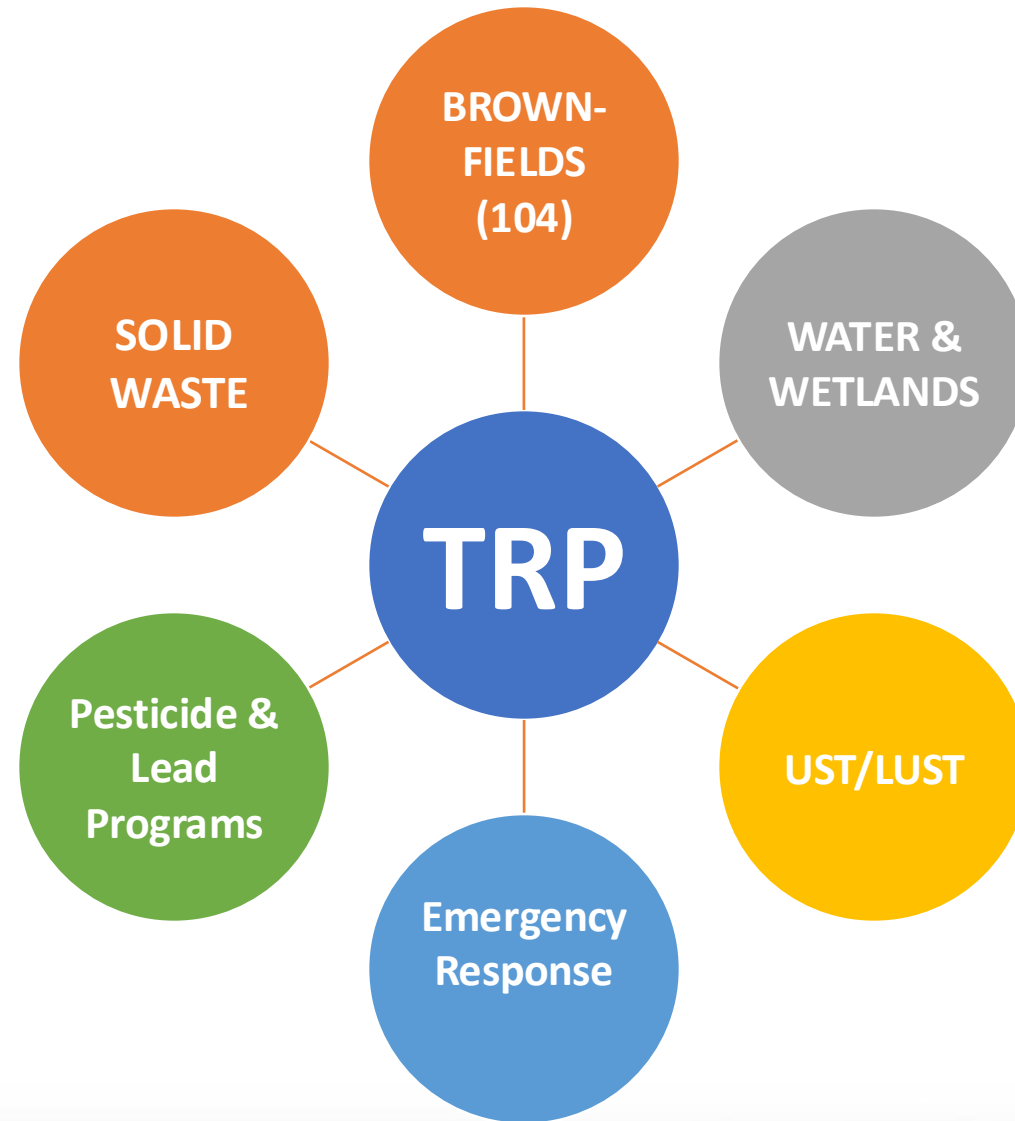 BROWN-
FIELDS
(104)
SOLID
WASTE
WATER &
WETLANDS
TRP
Pesticide &
Lead
Programs
UST/LUST
Emergency
Response